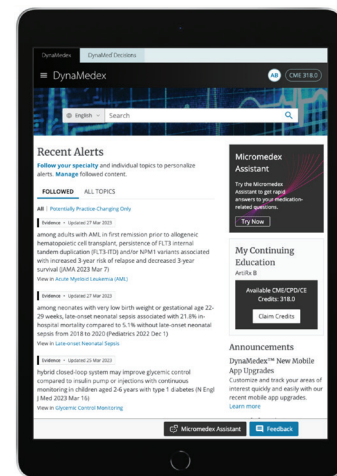 DynaMedex
DynaMed Decisions
DynaMedex
AB
CME 318.0
English
Search
Recent Alerts
Follow your specialty and individual topics to personalize
alerts. Manage followed content.
FOLLOWED
ALL TOPICS
All | Potentially Practice-Changing Only
Evidence • Updated 27 Mar 2023
among adults with AML in first remission prior to allogeneic
hematopoietic cell transplant, persistence of FLT3 internal
tandem duplication (FLT3-ITD) and/or NPM1 variants associated
with increased 3-year risk of relapse and decreased 3-year
survival (JAMA 2023 Mar 7)
View in Acute Myeloid Leukemia (AML)
Evidence • Updated 27 Mar 2023
among neonates with very low birth weight or gestational age 22-
29 weeks, late-onset neonatal sepsis associated with 21.8% in-
hospital mortality compared to 5.1% without late-onset neonatal
sepsis from 2018 to 2020 (Pediatrics 2022 Dec 1)
View in Late-onset Neonatal Sepsis
Evidence • Updated 25 Mar 2023
hybrid closed-loop system may improve glycemic control
compared to insulin pump or injections with continuous
monitoring in children aged 2-6 years with type 1 diabetes (N Engl
J Med 2023 Mar 16)
View in Glycemic Control Monitoring
Micromedex
Assistant
Try the Micromedex
Assistant to get rapid
answers to your medication-
related questions.
Try Now
My Continuing
Education
ArtiRx B
Available CME/CPD/CE
Credits: 318.0
Claim Credits
Announcements
DynaMedex™ New Mobile
App Upgrades
Customize and track your areas of
interest quickly and easily with our
recent mobile app upgrades.
Learn more
Micromedex Assistant
Feedback